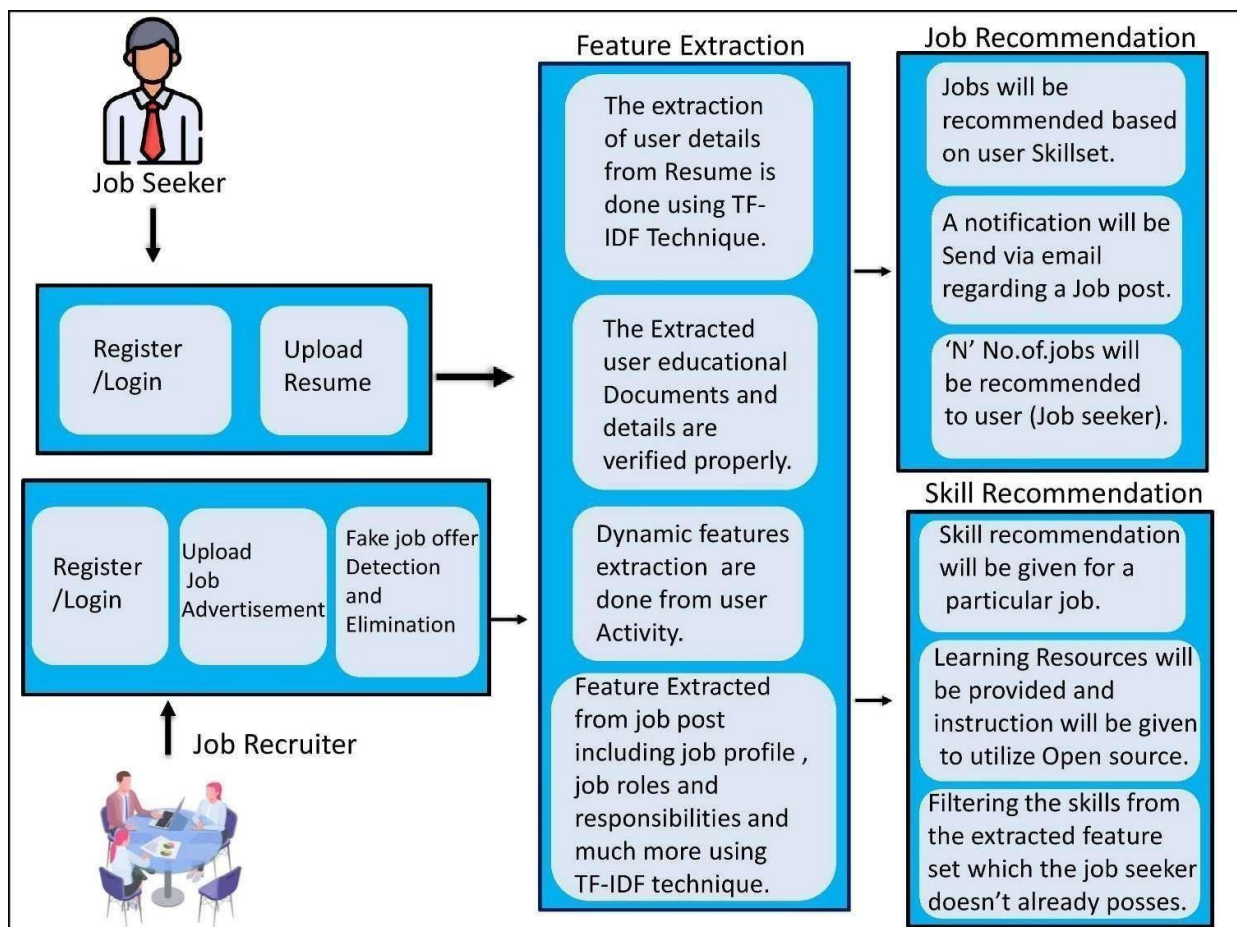 Job Seeker
Register
/Login
Upload
Resume
Register
/Login
Upload
Job
Advertisement
Fake job offer
Detection
and
Elimination
Job Recruiter
Feature Extraction
The extraction
of user details
from Resume is
done using TF-
IDF Technique.
The Extracted
user educational
Documents and
details are
verified properly.
Dynamic features
extraction are
done from user
Activity.
Feature Extracted
from job post
including job profile ,
job roles and
responsibilities and
much more using
TF-IDF technique.
Job Recommendation
Jobs will be
recommended based
on user Skillset.
A notification will be
Send via email
regarding a Job post.
‘N’ No.of.jobs will
be recommended
to user (Job seeker).
Skill Recommendation
Skill recommendation
will be given for a
particular job.
Learning Resources will
be provided and
instruction will be given
to utilize Open source.
Filtering the skills from
the extracted feature
set which the job seeker
doesn’t already posses.